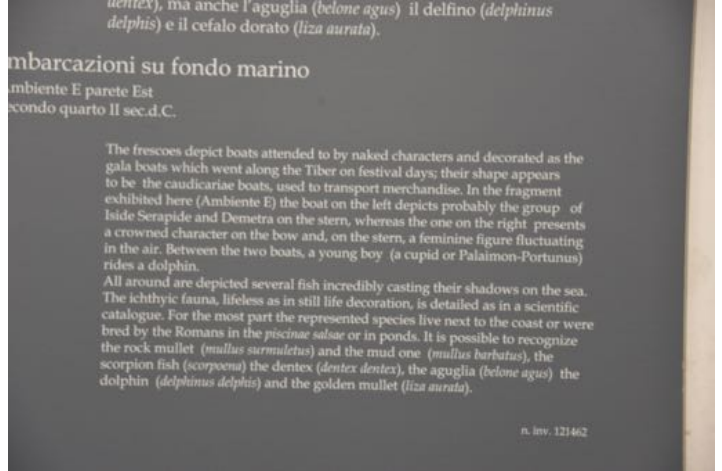 dentex), ma anche l'aguglia (belone agus) il delfino (delphinus
delphis) e il cefalo dorato (liza aurata).
mbarcazioni su fondo marino
mbiente E parete Est
econdo quarto II sec.d.C.
The frescoes depict boats attended to by naked characters and decorated as the
gala boats which went along the Tiber on festival days; their shape appears
to be the caudicariae boats, used to transport merchandise. In the fragment
exhibited here (Ambiente E) the boat on the left depicts probably the group of
Iside Serapide and Demetra on the stern, whereas the one on the right presents
a crowned character on the bow and, on the stern, a feminine figure fluctuating
in the air. Between the two boats, a young boy (a cupid or Palaimon-Portunus)
rides a dolphin.
All around are depicted several fish incredibly casting their shadows on the sea.
The ichthyic fauna, lifeless as in still life decoration, is detailed as in a scientific
catalogue. For the most part the represented species live next to the coast or were
bred by the Romans in the piscinae salsae or in ponds. It is possible to recognize
the rock mullet (mullus surmuletus) and the mud one (mullus barbatus), the
scorpion fish (scorpoena) the dentex (dentex dentex), the aguglia (belone agus) the
dolphin (delphinus delphis) and the golden mullet (liza aurata).
n. inv. 121462